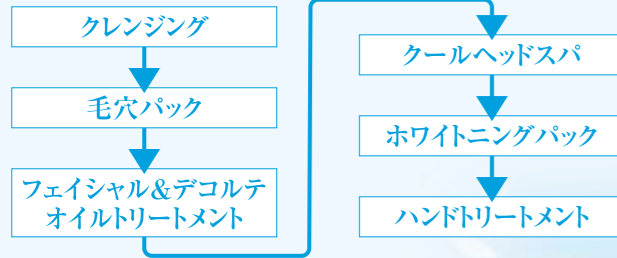 クレンジング
毛穴パック
フェイシャル&デコルテ
オイルトリートメント
クールヘッドスパ
ホワイトニングパック
ハンドトリートメント